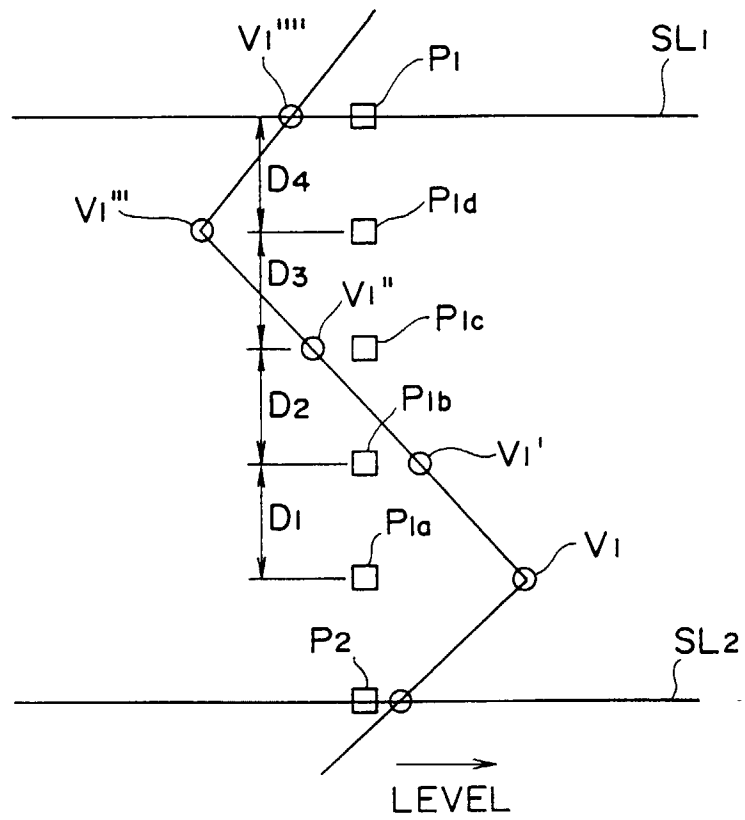 V1''''
P1
SL1
D4
V1'''
P1d
D3
V1''
P1c
D2
P1b
V1'
D1
P1a
V1
P2
SL2
LEVEL